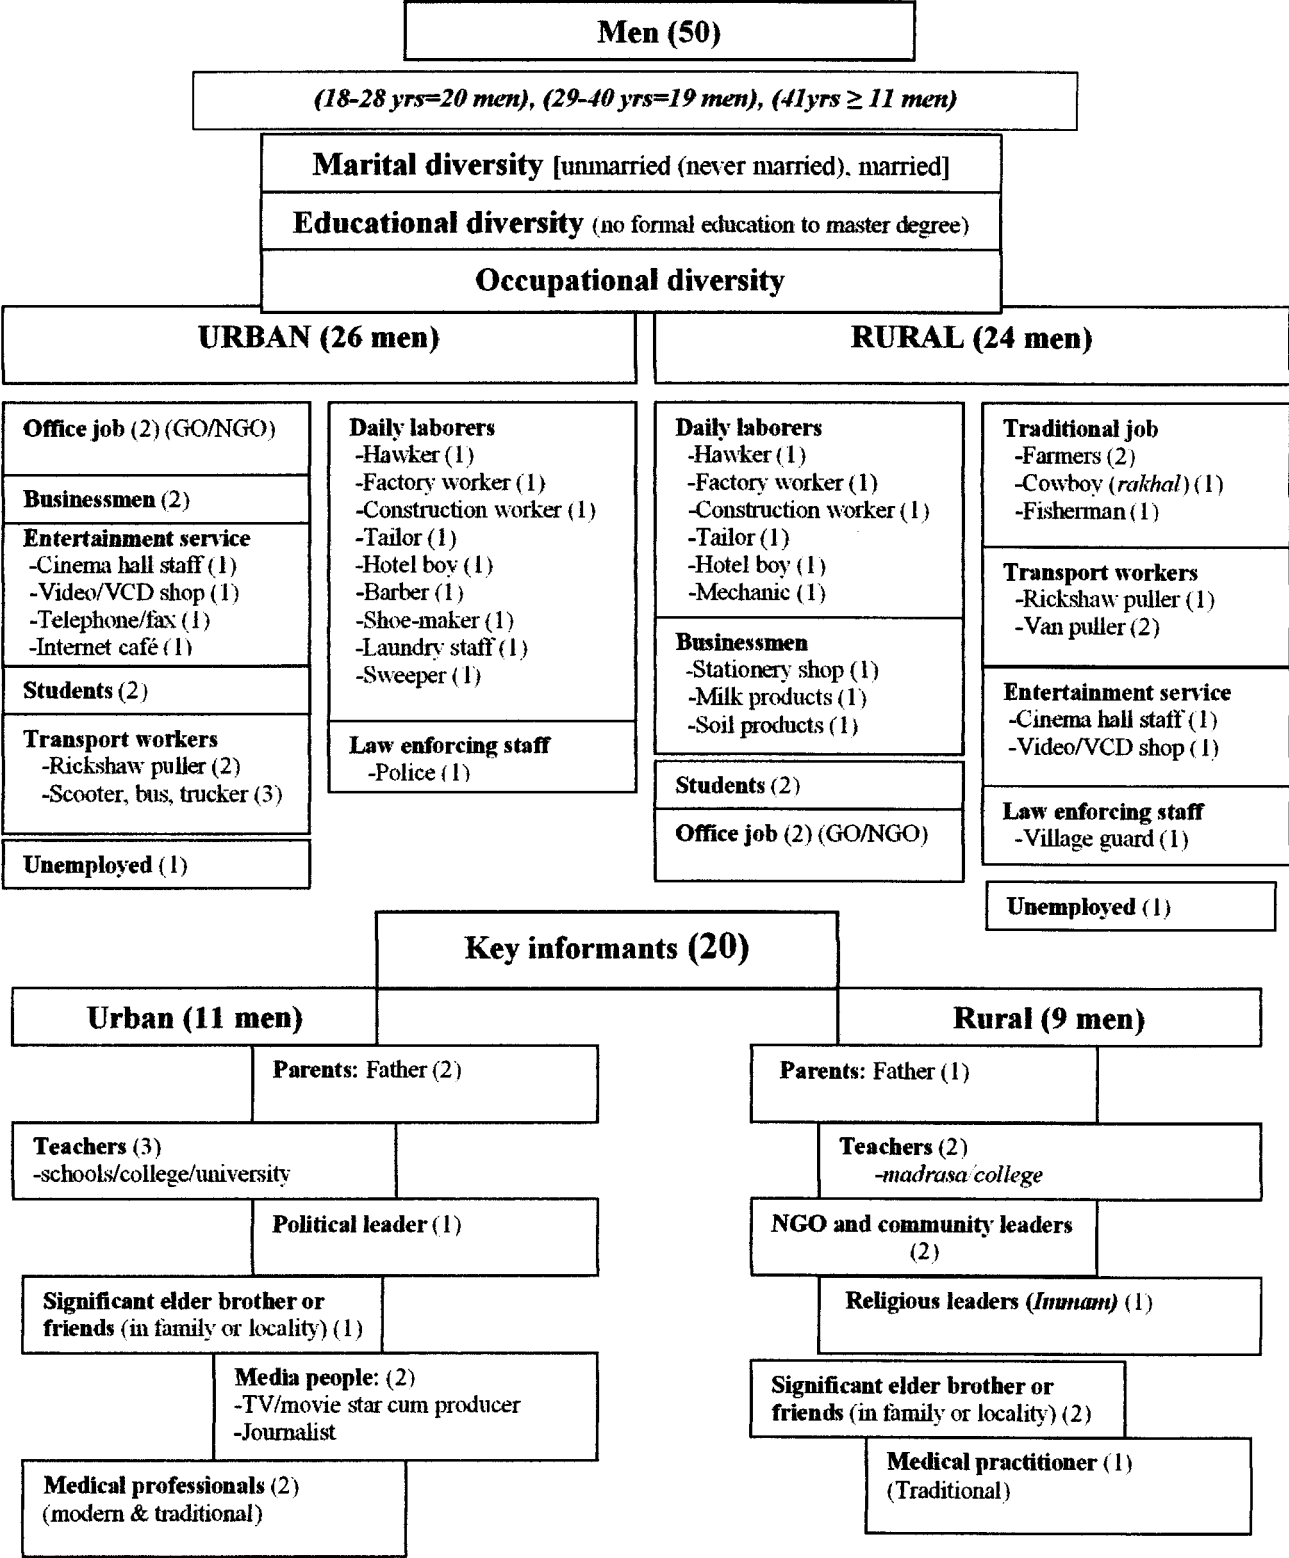 Men (50)
(18-28 yrs=20 men), (29-40 yrs=19 men), (41yrs ≥ 11 men)
Marital diversity [unmarried (never married), married]
Educational diversity (no formal education to master degree)
Occupational diversity
URBAN (26 men)
Office job (2) (GO/NGO)
Businessmen (2)
Entertainment service
-Cinema hall staff (1)
-Video/VCD shop (1)
-Telephone/fax (1)
-Internet café (1)
Students (2)
Transport workers
-Rickshaw puller (2)
-Scooter, bus, trucker (3)
Unemployed (1)
Daily laborers
-Hawker (1)
-Factory worker (1)
-Construction worker (1)
-Tailor (1)
-Hotel boy (1)
-Barber (1)
-Shoe-maker (1)
-Laundry staff (1)
-Sweeper (1)
Law enforcing staff
-Police (1)
RURAL (24 men)
Daily laborers
-Hawker (1)
-Factory worker (1)
-Construction worker (1)
-Tailor (1)
-Hotel boy (1)
-Mechanic (1)
Businessmen
-Stationery shop (1)
-Milk products (1)
-Soil products (1)
Students (2)
Office job (2) (GO/NGO)
Traditional job
-Farmers (2)
-Cowboy (rakhal) (1)
-Fisherman (1)
Transport workers
-Rickshaw puller (1)
-Van puller (2)
Entertainment service
-Cinema hall staff (1)
-Video/VCD shop (1)
Law enforcing staff
-Village guard (1)
Unemployed (1)
Key informants (20)
Urban (11 men)
Parents: Father (2)
Teachers (3)
-schools/college/university
Political leader (1)
Significant elder brother or
friends (in family or locality) (1)
Media people: (2)
-TV/movie star cum producer
-Journalist
Medical professionals (2)
(modern & traditional)
Rural (9 men)
Parents: Father (1)
Teachers (2)
-madrasa/college
NGO and community leaders
(2)
Religious leaders (Immam) (1)
Significant elder brother or
friends (in family or locality) (2)
Medical practitioner (1)
(Traditional)